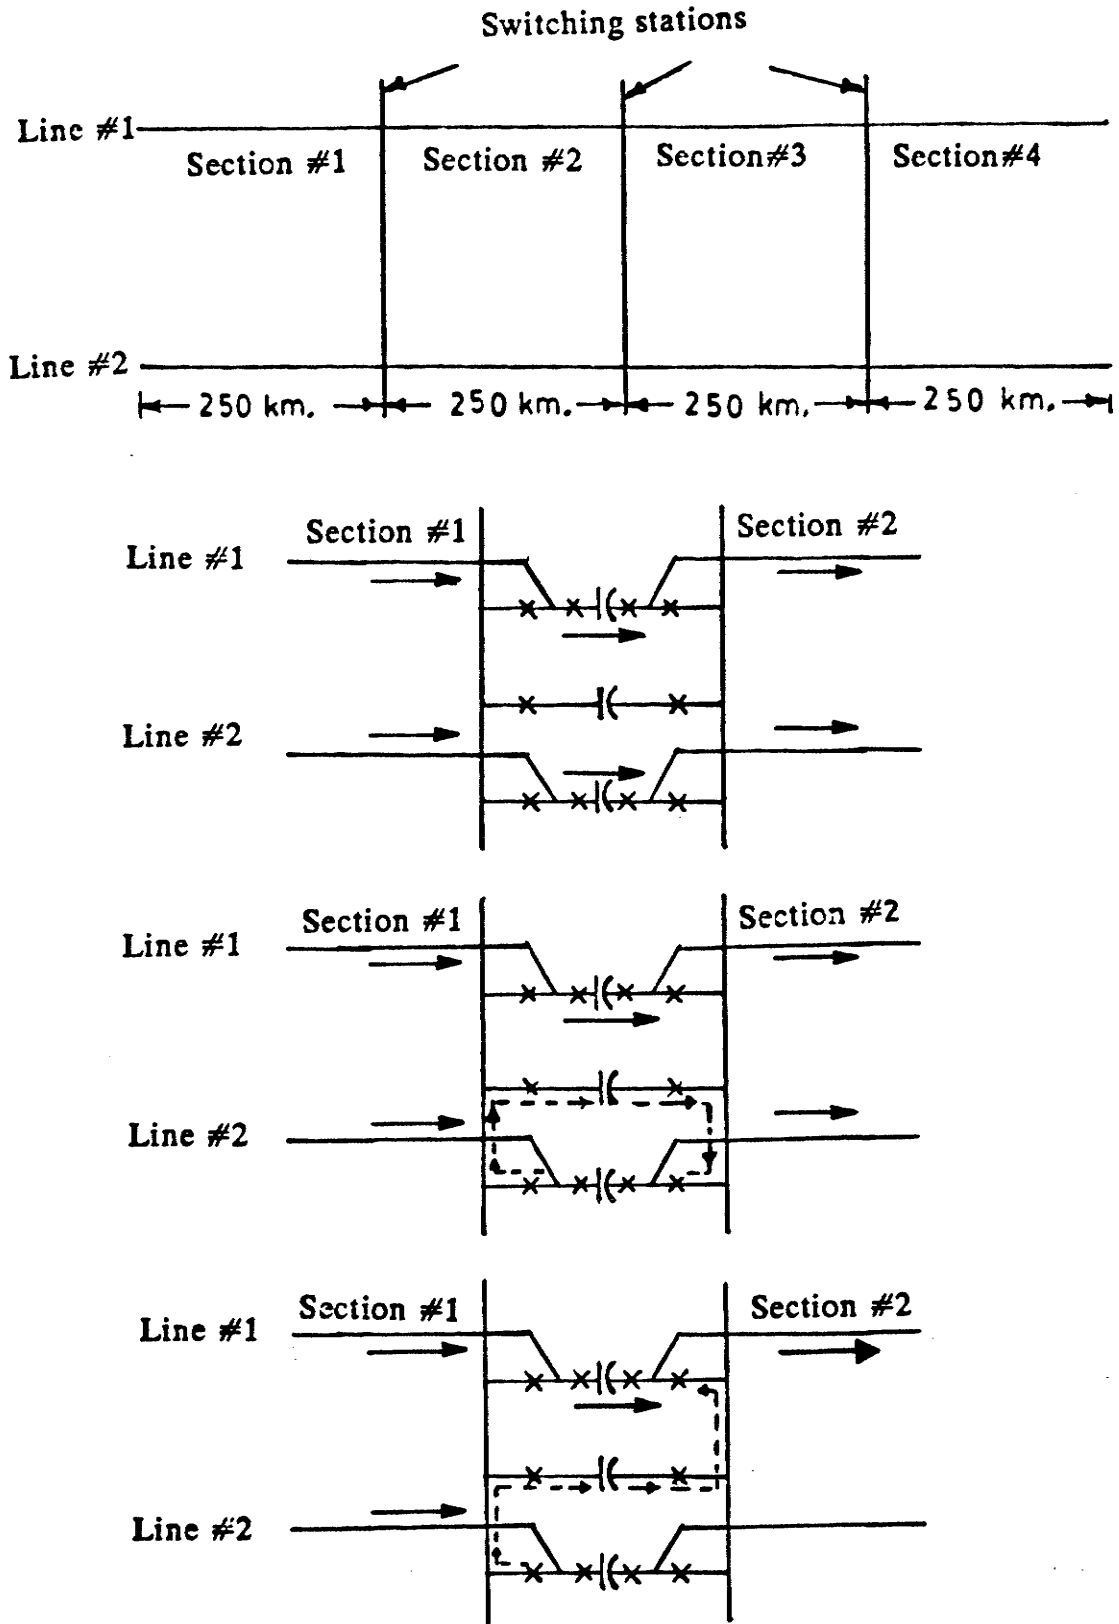 Switching stations
Line #1
Section #1 Section #2 Section#3 Section#4
Line #2
250 km. 250 km. 250 km. 250 km.
Section #1 Section #2
Line #1
Line #2
Section #1 Section #2
Line #1
Line #2
Section #1 Section #2
Line #1
Line #2